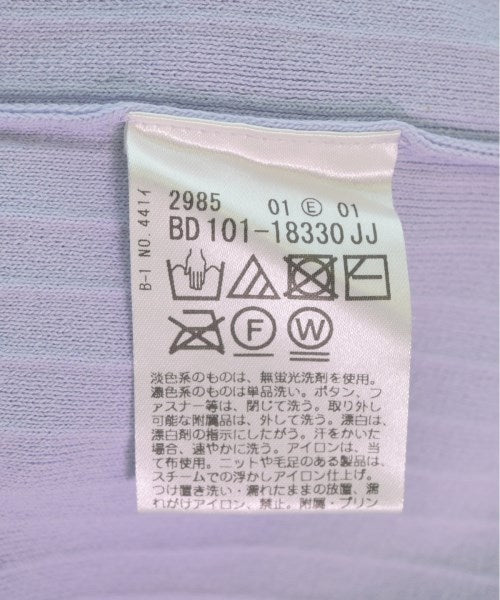 2985 01 Ⓔ 01
BD 101-18330 JJ
B-I NO. 441イ
F W
淡色系のものは、無蛍光洗剤を使用。
濃色系のものは単品洗い。ボタン、フ
ァスナー等は、閉じて洗う。取り外し
可能な附属品は、外して洗う。漂白は、
漂白剤の指示にしたがう。汗をかいた
場合、速やかに洗う。アイロンは、当
て布使用。ニットや毛足のある製品は、
スチームでの浮かしアイロン仕上げ。
つけ置き洗い・濡れたままの放置、濡
れがけアイロン、禁止。附属・プリン